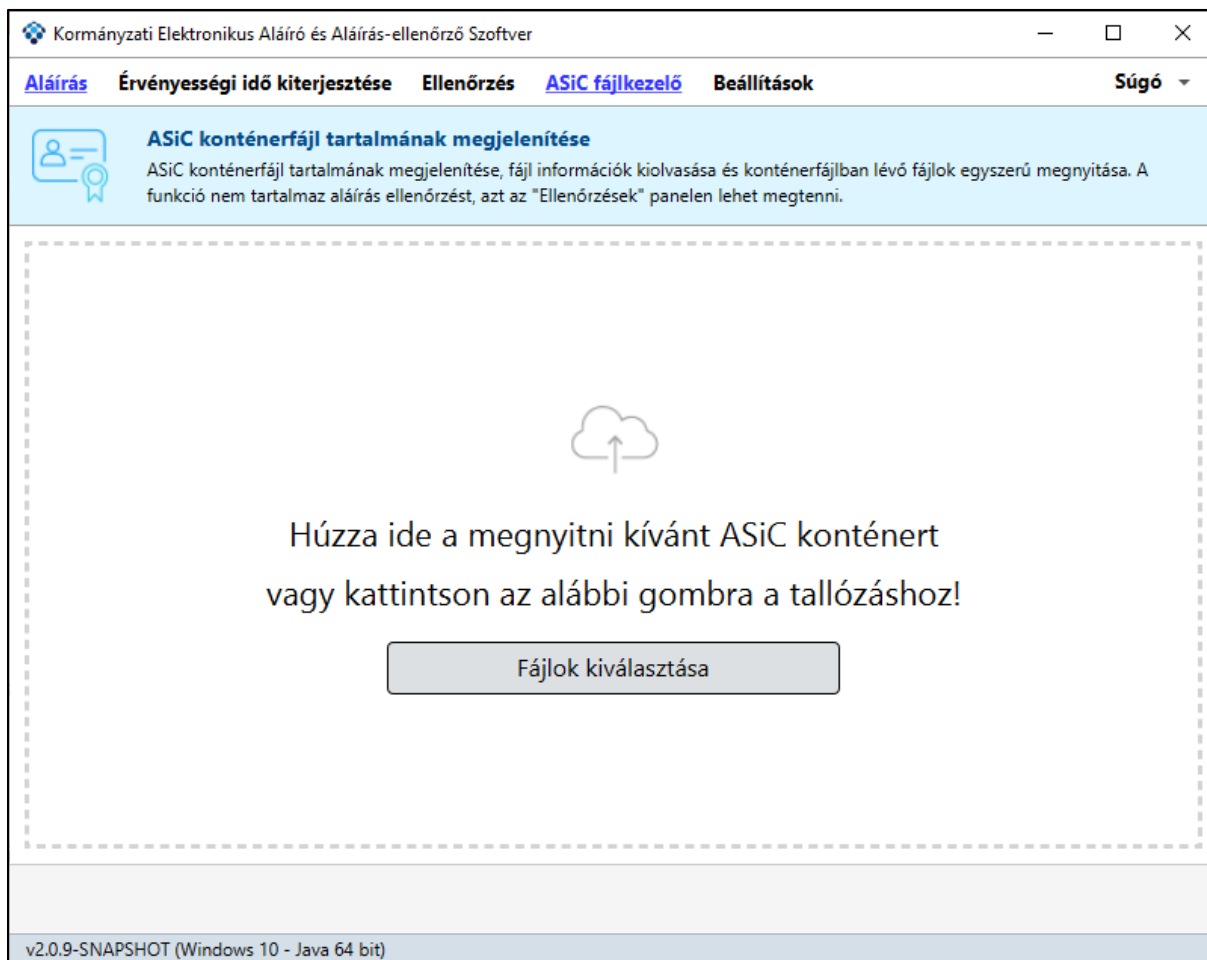 Kormányzati Elektronikus Aláíró és Aláírás-ellenőrző Szoftver
Aláírás Érvényességi idő kiterjesztése Ellenőrzés ASiC fájlkezelő Beállítások Súgó
ASiC konténerfájl tartalmának megjelenítése
ASiC konténerfájl tartalmának megjelenítése, fájl információk kiolvasása és konténerfájlban lévő fájlok egyszerű megnyitása. A
funkció nem tartalmaz aláírás ellenőrzést, azt az "Ellenőrzések" panelen lehet megtenni.
Húzza ide a megnyitni kívánt ASiC konténert
vagy kattintson az alábbi gombra a tallózáshoz!
Fájlok kiválasztása
v2.0.9-SNAPSHOT (Windows 10 - Java 64 bit)